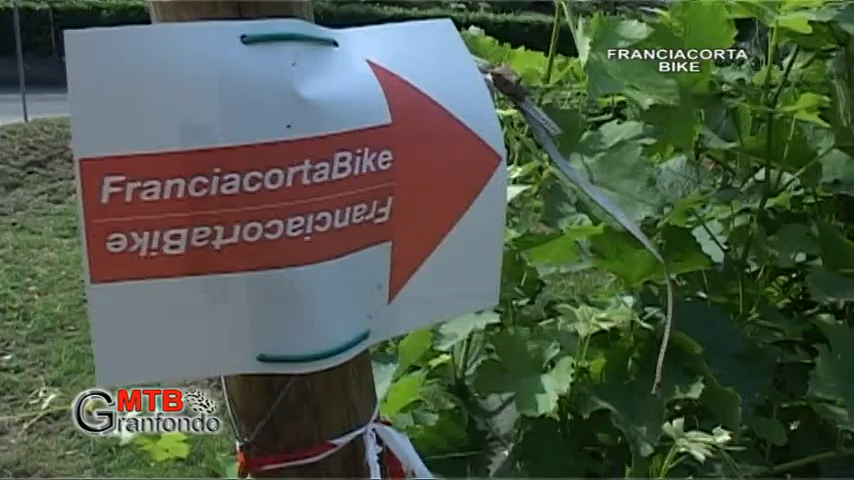 FRANCIACORTA
BIKE
FranciacortaBike
FranciacortaBike
MTB
Granfondo